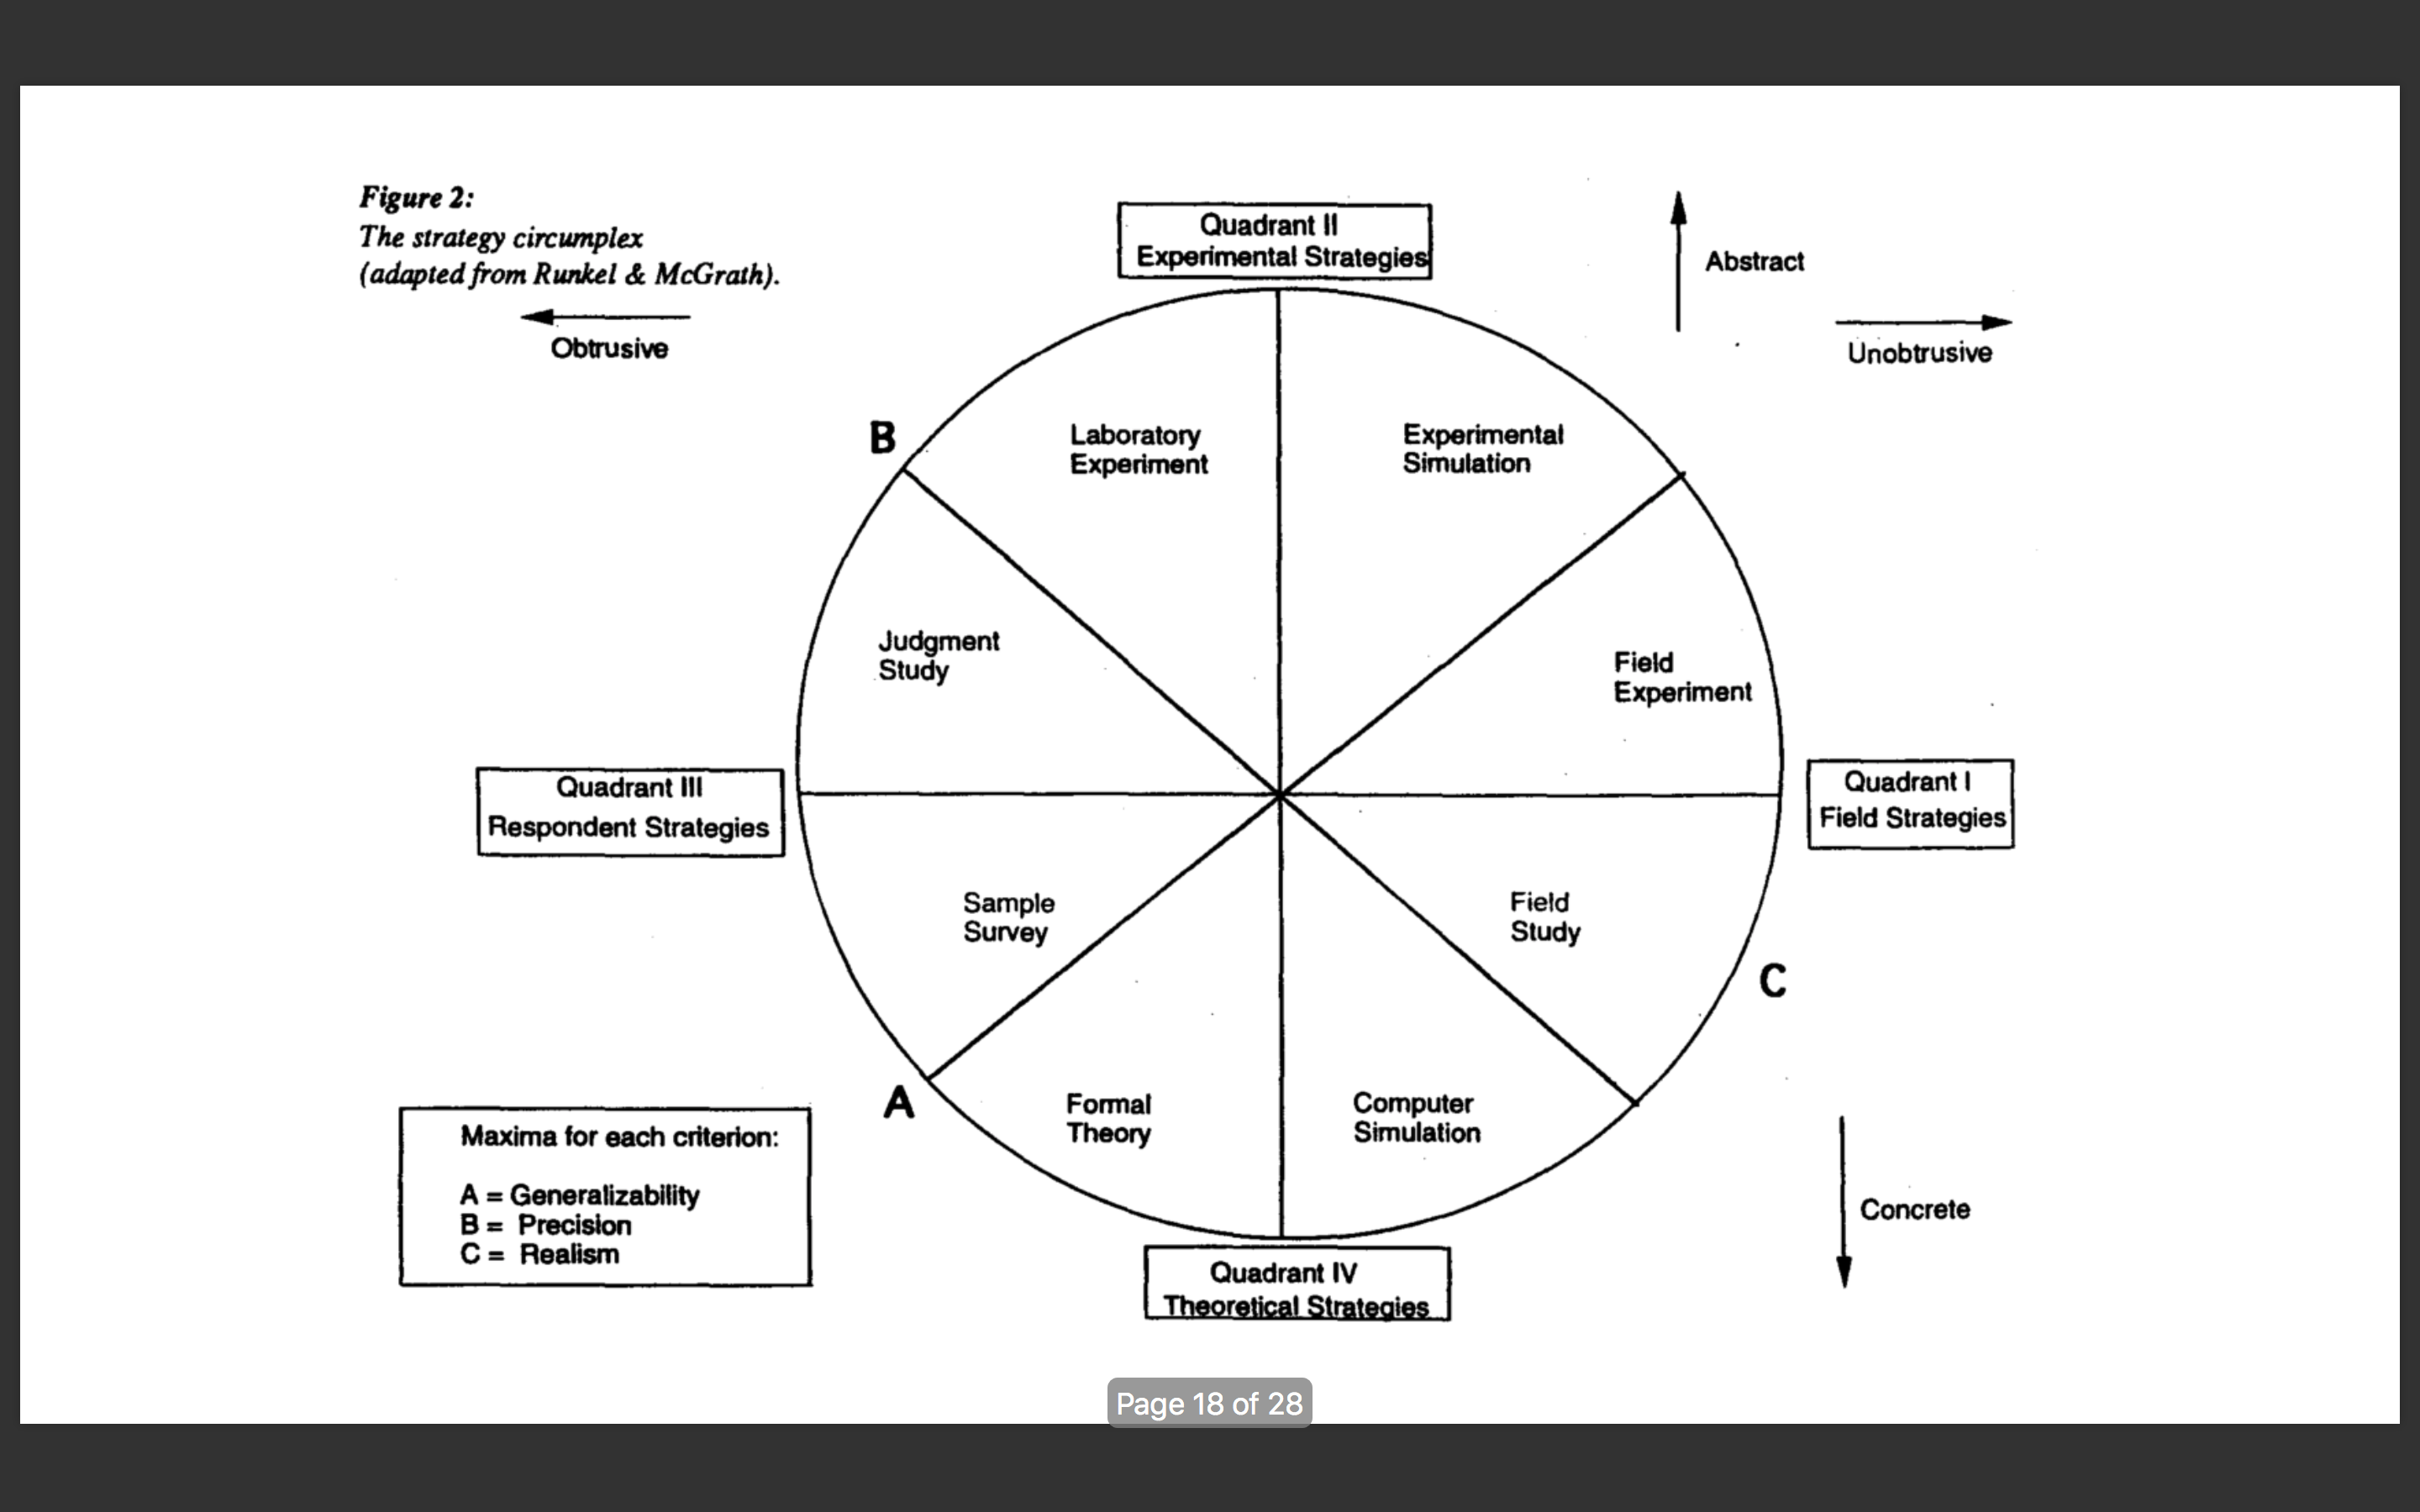 Figure 2:
The strategy circumplex
(adapted from Runkel & McGrath).
Obtrusive
Quadrant II
Experimental Strategies
Abstract
Unobtrusive
B
Laboratory
Experiment
Experimental
Simulation
Judgment
Study
Field
Experiment
Quadrant III
Respondent Strategies
Quadrant I
Field Strategies
Sample
Survey
Field
Study
C
A
Formal
Theory
Computer
Simulation
Maxima for each criterion:
A = Generalizability
B = Precision
C = Realism
Concrete
Quadrant IV
Theoretical Strategies
Page 18 of 28